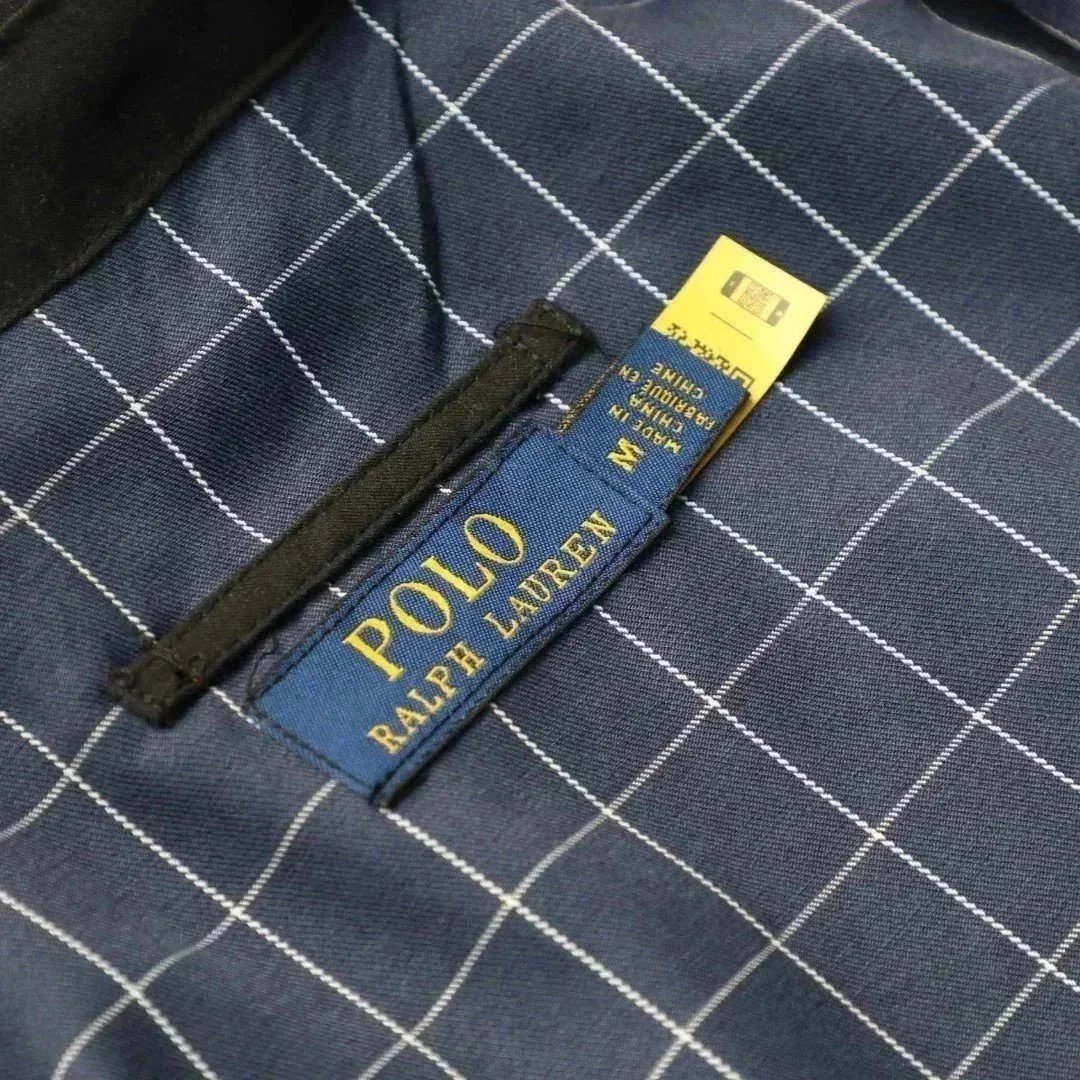 POLO
RALPH LAUREN
M
MADE IN
CHINA
FABRIQUE EN
CHINE